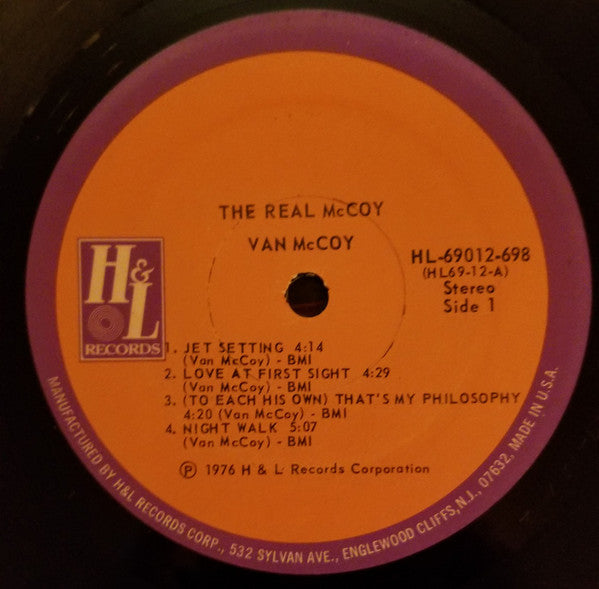 THE REAL McCOY
VAN McCOY
HL-69012-698
(HL69-12-A)
Stereo
Side 1
H&L
RECORDS
1. JET SETTING 4:14
(Van McCoy) - BMI
2. LOVE AT FIRST SIGHT 4:29
(Van McCoy) - BMI
3. (TO EACH HIS OWN) THAT'S MY PHILOSOPHY
4:20 (Van McCoy) - BMI
4. NIGHT WALK 5:07
(Van McCoy) - BMI
Ⓟ 1976 H & L Records Corporation
MANUFACTURED BY H&L RECORDS CORP., 532 SYLVAN AVE., ENGLEWOOD CLIFFS, N.J., 07632, MADE IN U.S.A.